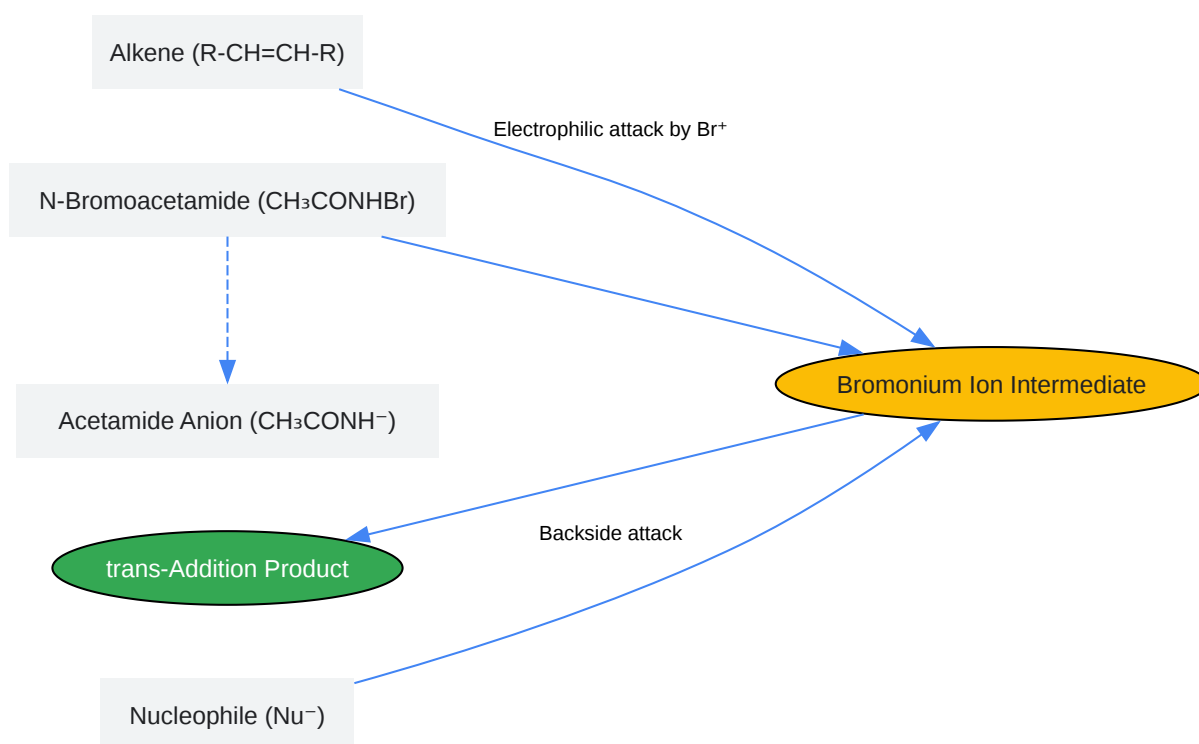 Alkene (R-CH=CH-R)
Electrophilic attack by Br⁺
N-Bromoacetamide (CH₃CONHBr)
Bromonium Ion Intermediate
Acetamide Anion (CH₃CONH⁻)
Backside attack
trans-Addition Product
Nucleophile (Nu⁻)